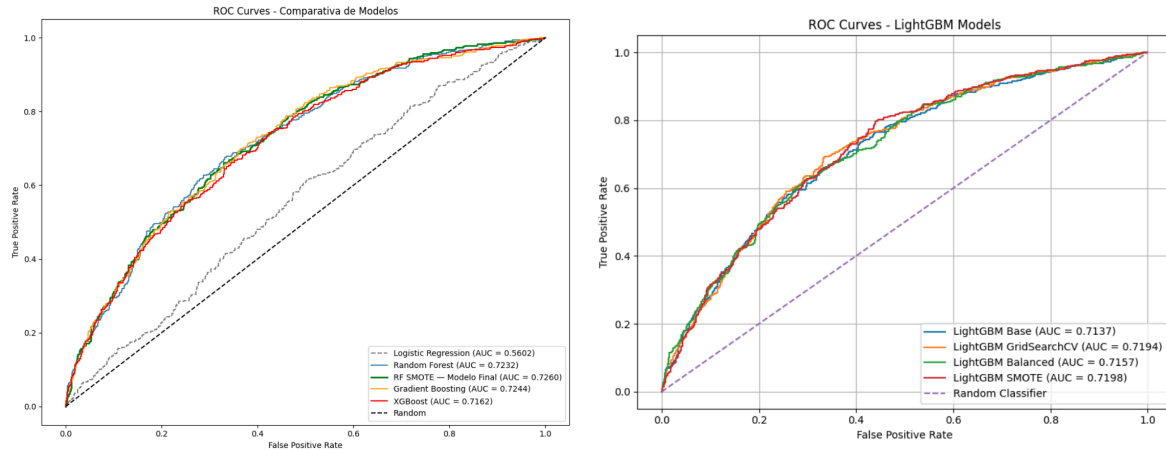 ROC Curves - Comparativa de Modelos
True Positive Rate
1.0
0.8
0.6
0.4
0.2
0.0
Logistic Regression (AUC = 0.5602)
Random Forest (AUC = 0.7232)
RF SMOTE — Modelo Final (AUC = 0.7260)
Gradient Boosting (AUC = 0.7244)
XGBoost (AUC = 0.7162)
Random
0.0 0.2 0.4 0.6 0.8 1.0
False Positive Rate
ROC Curves - LightGBM Models
True Positive Rate
1.0
0.8
0.6
0.4
0.2
0.0
LightGBM Base (AUC = 0.7137)
LightGBM GridSearchCV (AUC = 0.7194)
LightGBM Balanced (AUC = 0.7157)
LightGBM SMOTE (AUC = 0.7198)
Random Classifier
0.0 0.2 0.4 0.6 0.8 1.0
False Positive Rate